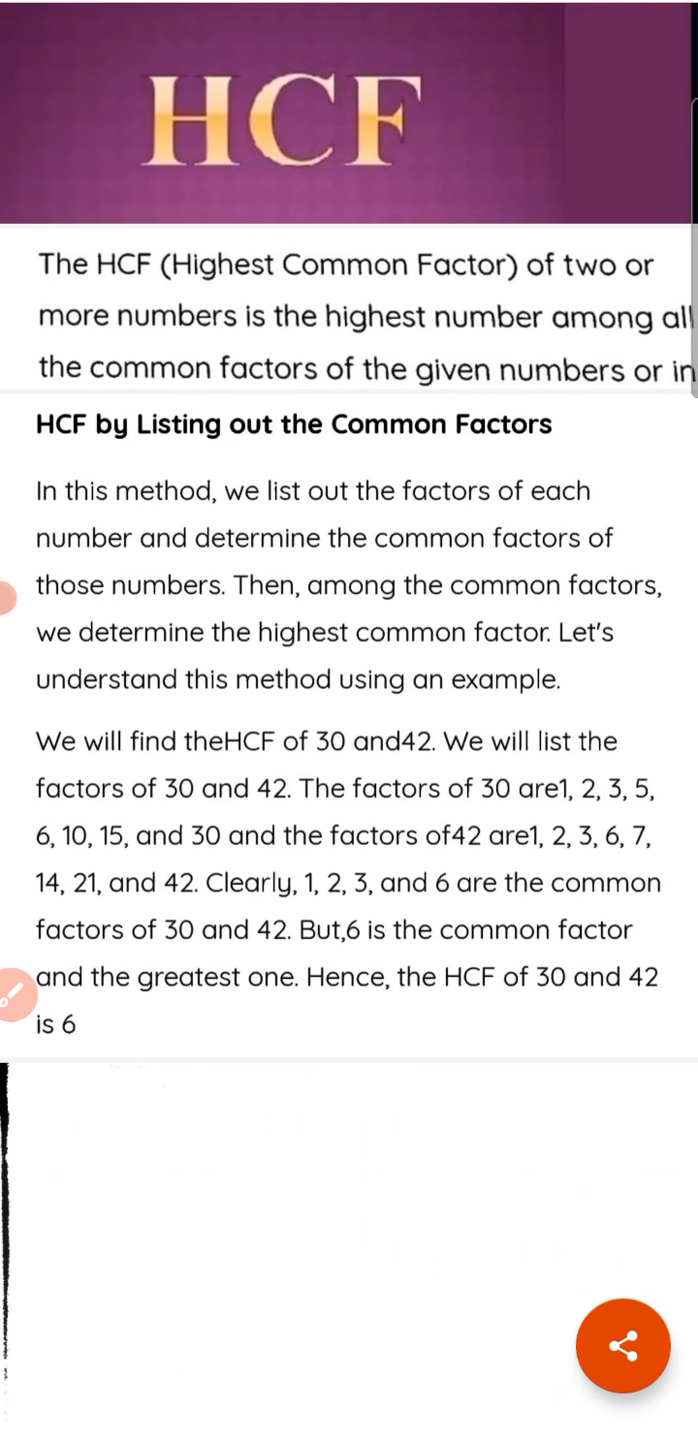 HCF
The HCF (Highest Common Factor) of two or
more numbers is the highest number among all
the common factors of the given numbers or in
HCF by Listing out the Common Factors
In this method, we list out the factors of each
number and determine the common factors of
those numbers. Then, among the common factors,
we determine the highest common factor. Let's
understand this method using an example.
We will find theHCF of 30 and42. We will list the
factors of 30 and 42. The factors of 30 are1, 2, 3, 5,
6, 10, 15, and 30 and the factors of42 are1, 2, 3, 6, 7,
14, 21, and 42. Clearly, 1, 2, 3, and 6 are the common
factors of 30 and 42. But,6 is the common factor
and the greatest one. Hence, the HCF of 30 and 42
is 6